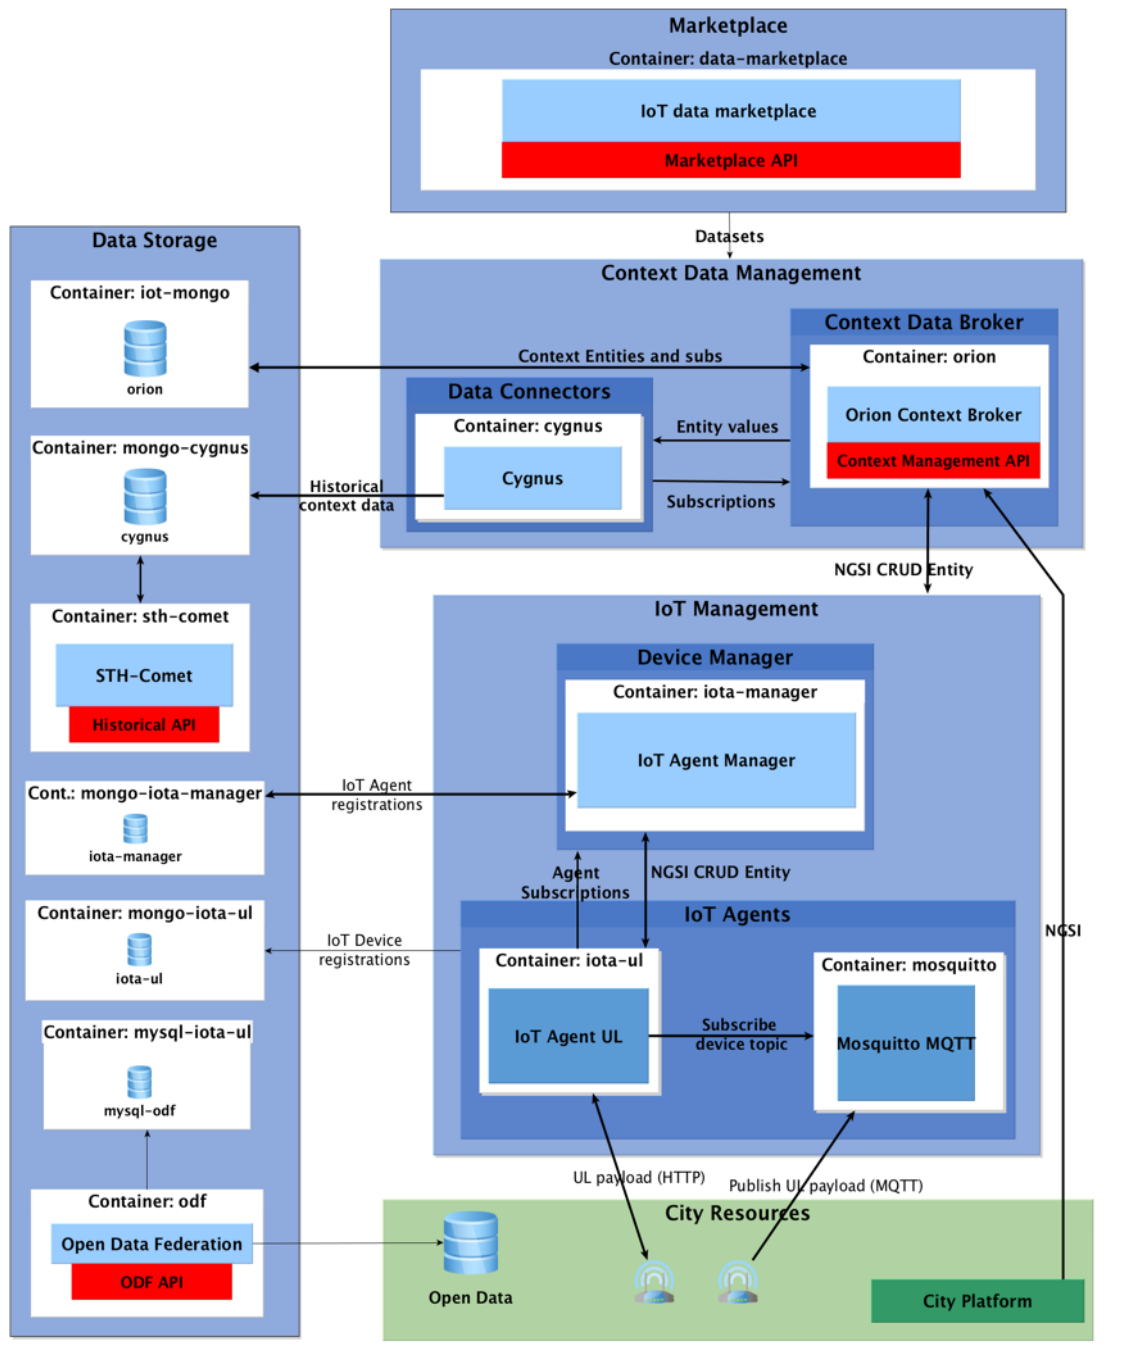 Marketplace
Container: data-marketplace
IoT data marketplace
Marketplace API
Datasets
Data Storage
Container: iot-mongo
orion
Container: mongo-cygnus
cygnus
Container: sth-comet
STH-Comet
Historical API
Cont.: mongo-iota-manager
iota-manager
Container: mongo-iota-ul
iota-ul
Container: mysql-iota-ul
mysql-odf
Container: odf
Open Data Federation
ODF API
Context Data Management
Context Entities and subs
Context Data Broker
Container: orion
Orion Context Broker
Context Management API
Data Connectors
Container: cygnus
Cygnus
Entity values
Subscriptions
Historical
context data
NGSI CRUD Entity
IoT Management
Device Manager
Container: iota-manager
IoT Agent Manager
IoT Agent
registrations
Agent
Subscriptions
NGSI CRUD Entity
IoT Agents
Container: iota-ul
IoT Agent UL
Subscribe
device topic
Container: mosquitto
Mosquitto MQTT
IoT Device
registrations
NGSI
UL payload (HTTP)
Publish UL payload (MQTT)
City Resources
Open Data
City Platform